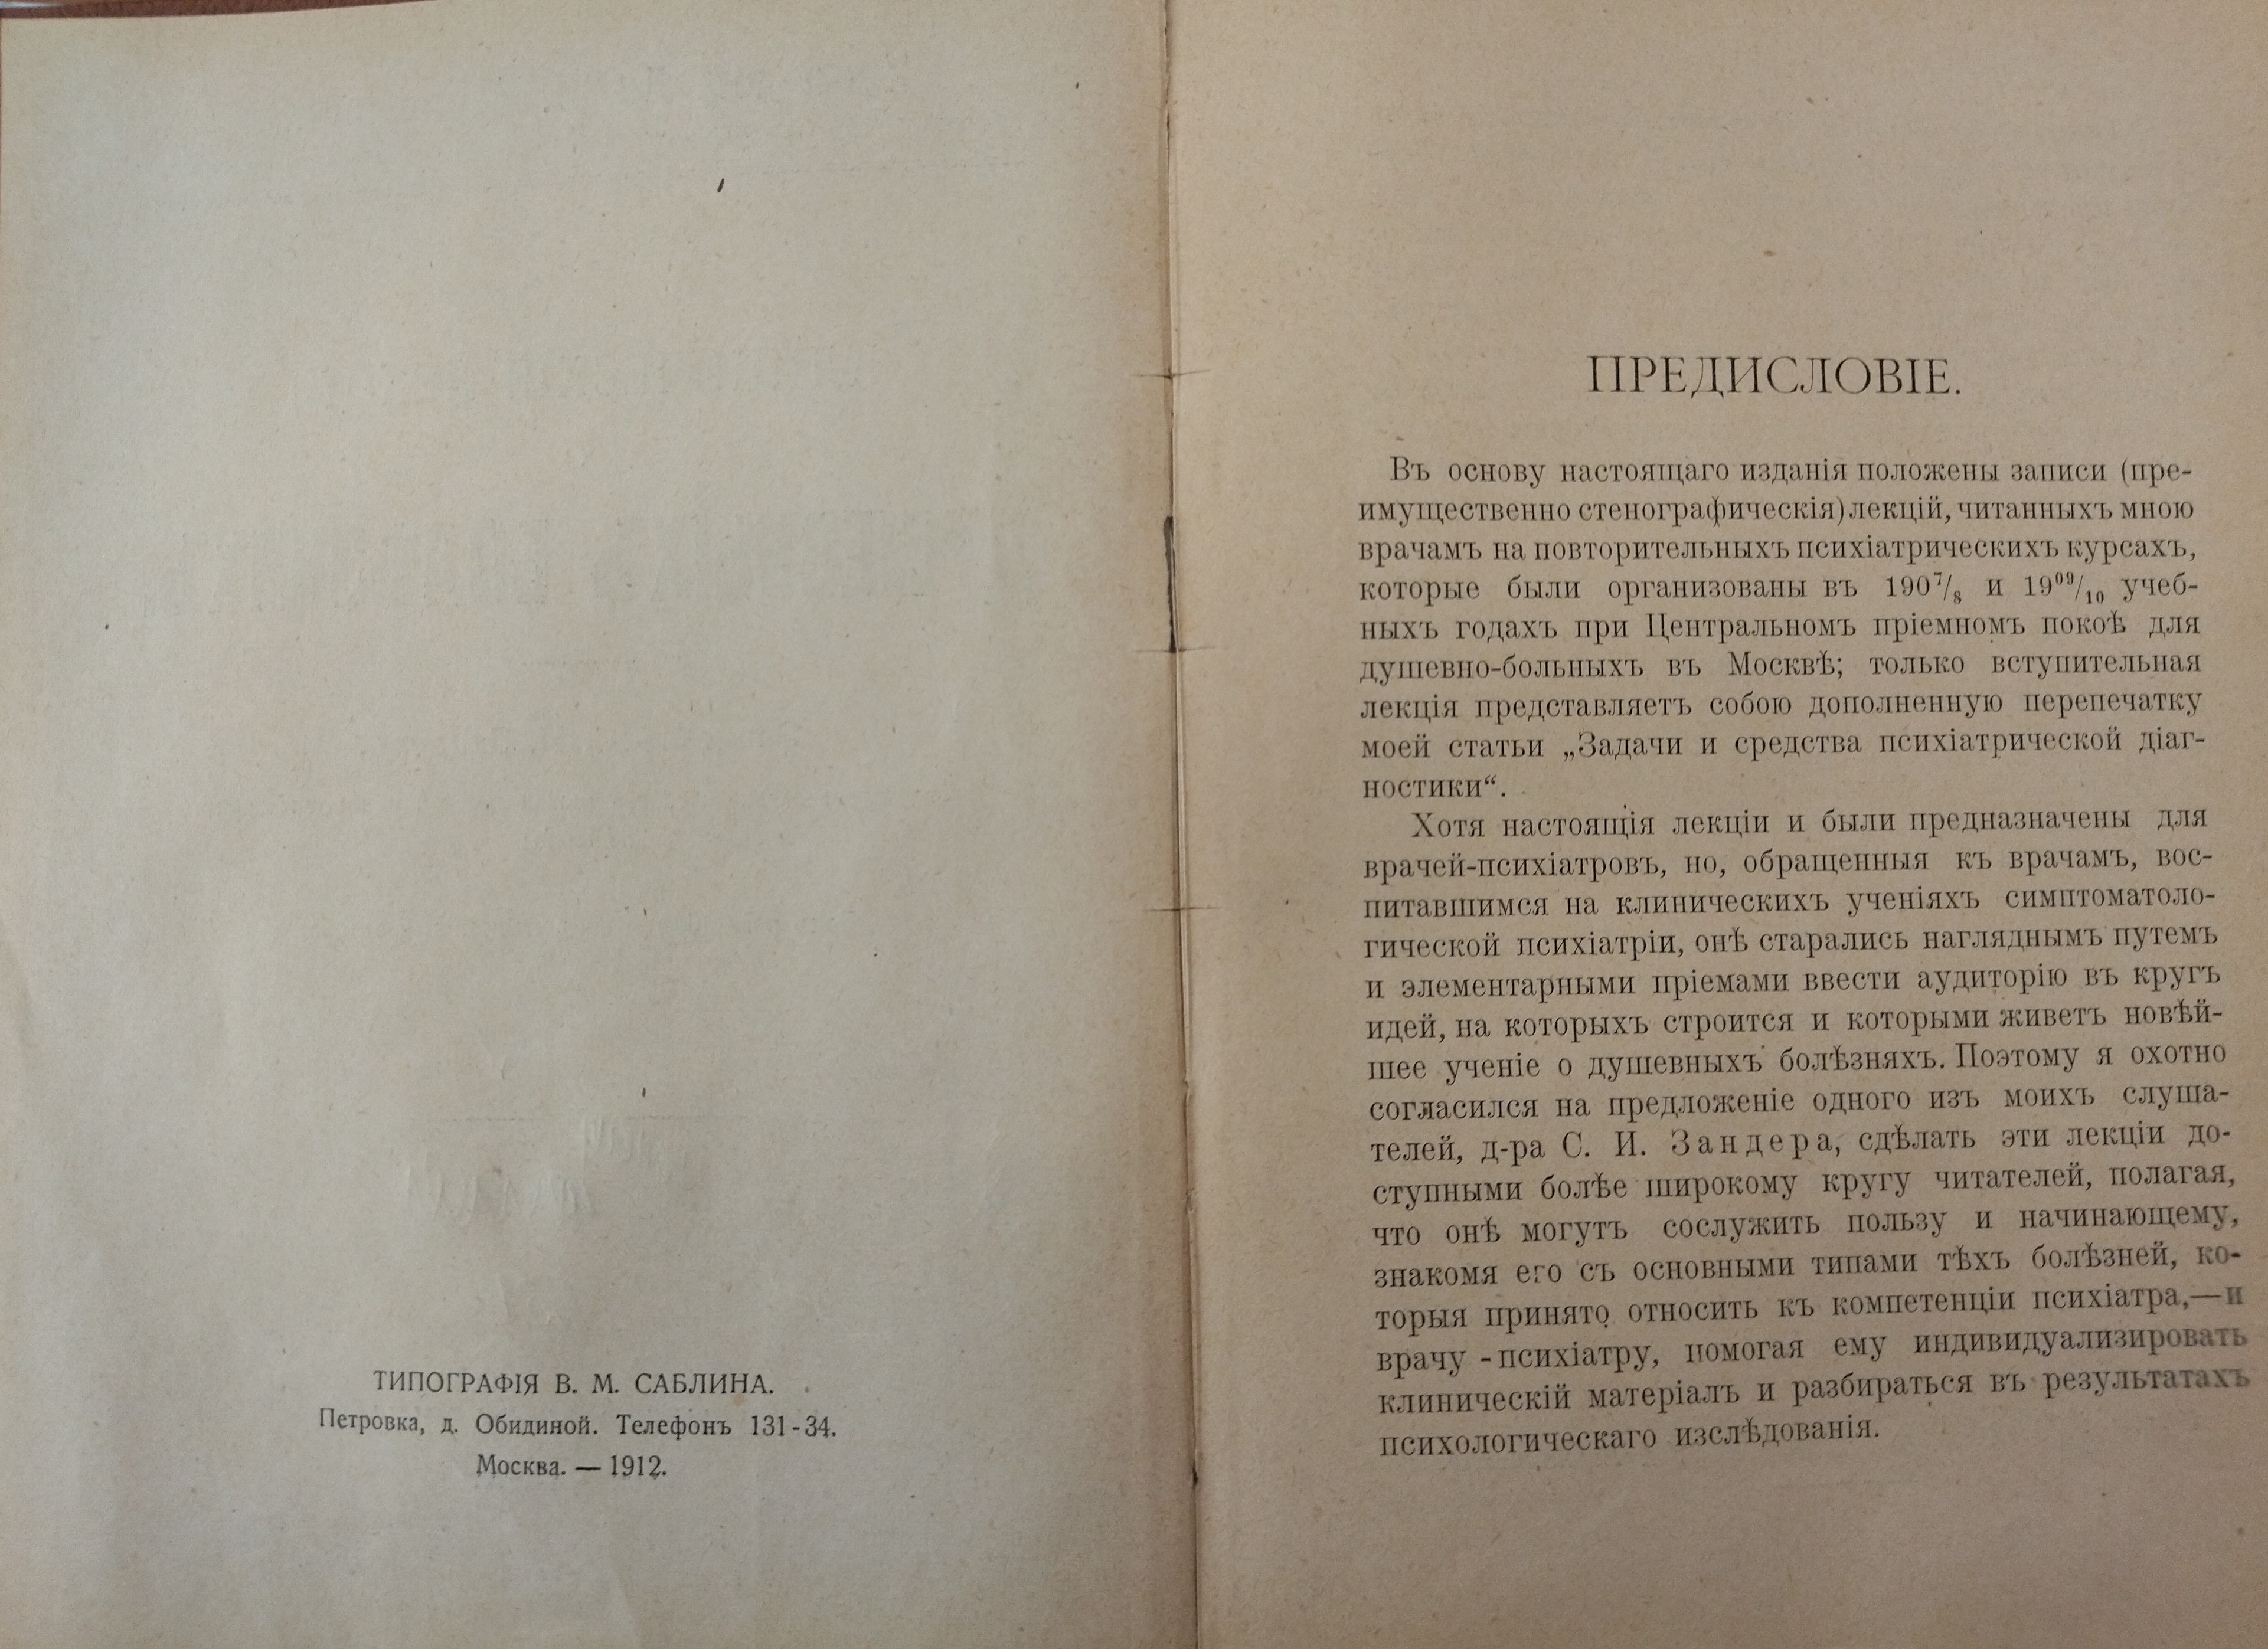 ТИПОГРАФІЯ В. М. САБЛИНА.
Петровка, д. Обидиной. Телефонъ 131-34.
Москва. — 1912.
ПРЕДИСЛОВІЕ.
Въ основу настоящаго изданія положены записи (пре-
имущественно стенографическія) лекцій, читанныхъ мною
врачамъ на повторительныхъ психіатрическихъ курсахъ,
которые были организованы въ 190⁷/₈ и 19⁰⁹/₁₀ учеб-
ныхъ годахъ при Центральномъ пріемномъ покоѣ для
душевно-больныхъ въ Москвѣ; только вступительная
лекція представляетъ собою дополненную перепечатку
моей статьи „Задачи и средства психіатрической діаг-
ностики“.
Хотя настоящія лекціи и были предназначены для
врачей-психіатровъ, но, обращенныя къ врачамъ, вос-
питавшимся на клиническихъ ученіяхъ симптоматоло-
гической психіатріи, онѣ старались нагляднымъ путемъ
и элементарными пріемами ввести аудиторію въ кругъ
идей, на которыхъ строится и которыми живетъ новѣй-
шее ученіе о душевныхъ болѣзняхъ. Поэтому я охотно
согласился на предложеніе одного изъ моихъ слуша-
телей, д-ра С. И. Зандера, сдѣлать эти лекціи до-
ступными болѣе широкому кругу читателей, полагая,
что онѣ могутъ сослужить пользу и начинающему,
знакомя его съ основными типами тѣхъ болѣзней, ко-
торыя принято относить къ компетенціи психіатра,—и
врачу-психіатру, помогая ему индивидуализировать
клиническій матеріалъ и разбираться въ результатахъ
психологическаго изслѣдованія.